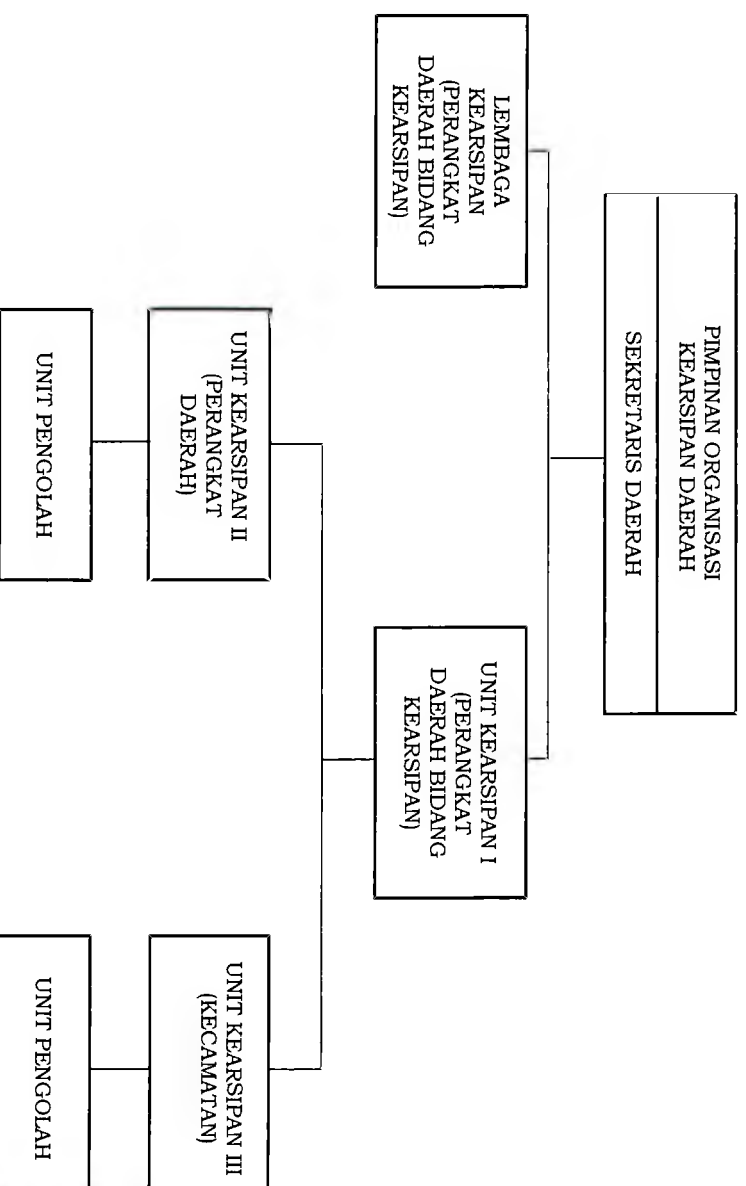 PIMPINAN ORGANISASI
KEARSIPAN DAERAH
SEKRETARIS DAERAH
LEMBAGA
KEARSIPAN
(PERANGKAT
DAERAH BIDANG
KEARSIPAN)
UNIT KEARSIPAN I
(PERANGKAT
DAERAH BIDANG
KEARSIPAN)
UNIT KEARSIPAN II
(PERANGKAT
DAERAH)
UNIT KEARSIPAN III
(KECAMATAN)
UNIT PENGOLAH
UNIT PENGOLAH